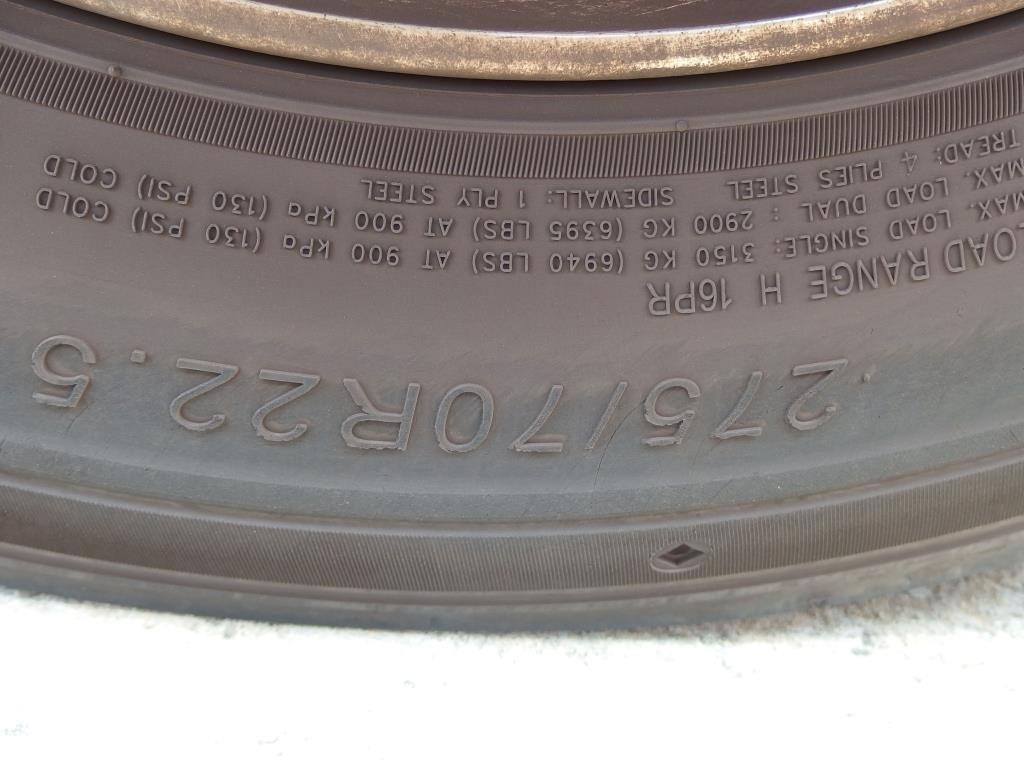 275/70R22.5
LOAD RANGE H 16PR
MAX. LOAD SINGLE: 3150 KG (6940 LBS) AT 900 kPa (130 PSI) COLD
MAX. LOAD DUAL : 2900 KG (6395 LBS) AT 900 kPa (130 PSI) COLD
TREAD: 4 PLIES STEEL SIDEWALL: 1 PLY STEEL